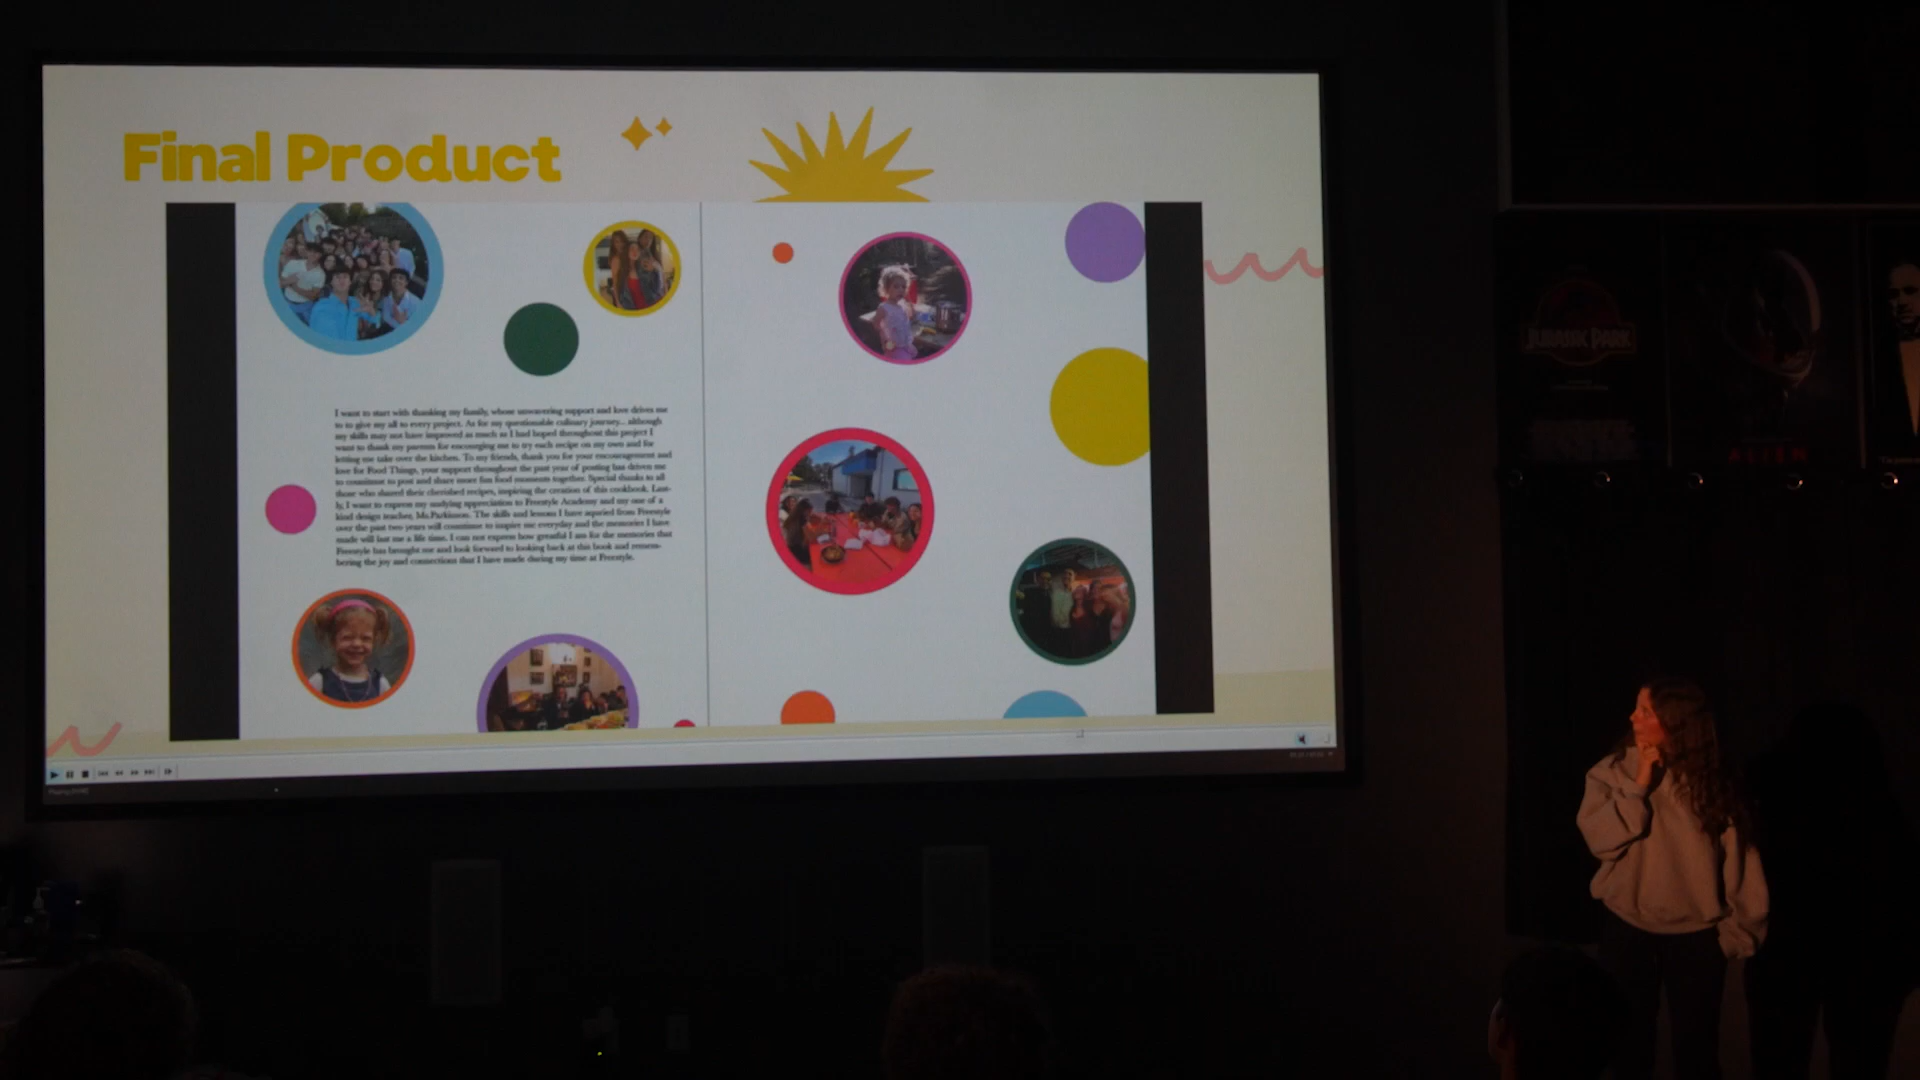 Final Product
I want to start with thanking my family, whose unwavering support and love drives me
to to give my all to every project. As for my questionable culinary journey... although
my skills may not have improved as much as I had hoped throughout this project I
want to thank my parents for encouraging me to try each recipe on my own and for
letting me take over the kitchen. To my friends, thank you for your encouragement and
love for Food Things, your support throughout the past year of posting has driven me
to continue to post and share more fun food moments together. Special thanks to all
those who shared their cherished recipes, inspiring the creation of this cookbook. Last-
ly, I want to express my undying appreciation to Freestyle Academy and my one of a
kind design teacher, Ms.Parkinson. The skills and lessons I have aquried from Freestyle
over the past two years will countinue to inspire me everyday and the memories I have
made will last me a life time. I can not express how greatful I am for the memories that
Freestyle has brought me and look forward to looking back at this book and remem-
bering the joy and connections that I have made during my time at Freestyle.
JURASSIC PARK
ALIEN